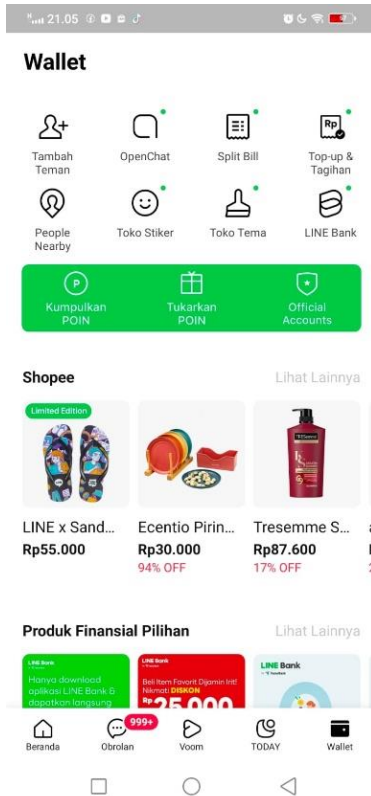 21.05
Wallet
Tambah
Teman
OpenChat
Split Bill
Rp
Top-up &
Tagihan
People
Nearby
Toko Stiker
Toko Tema
LINE Bank
P
Kumpulkan
POIN
Tukarkan
POIN
Official
Accounts
Shopee
Lihat Lainnya
Limited Edition
LINE x Sand...
Rp55.000
Ecentio Pirin...
Rp30.000
94% OFF
TRESemmé
Tresemme S...
Rp87.600
17% OFF
Produk Finansial Pilihan
Lihat Lainnya
LINE Bank
Hanya download
aplikasi LINE Bank &
dapatkan langsung
LINE Bank
Beli Item Favorit Dijamin Irit!
Nikmati DISKON
Rp25.000
LINE Bank
Beranda
999+
Obrolan
Voom
TODAY
Wallet